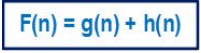 F(n) = g(n) + h(n)